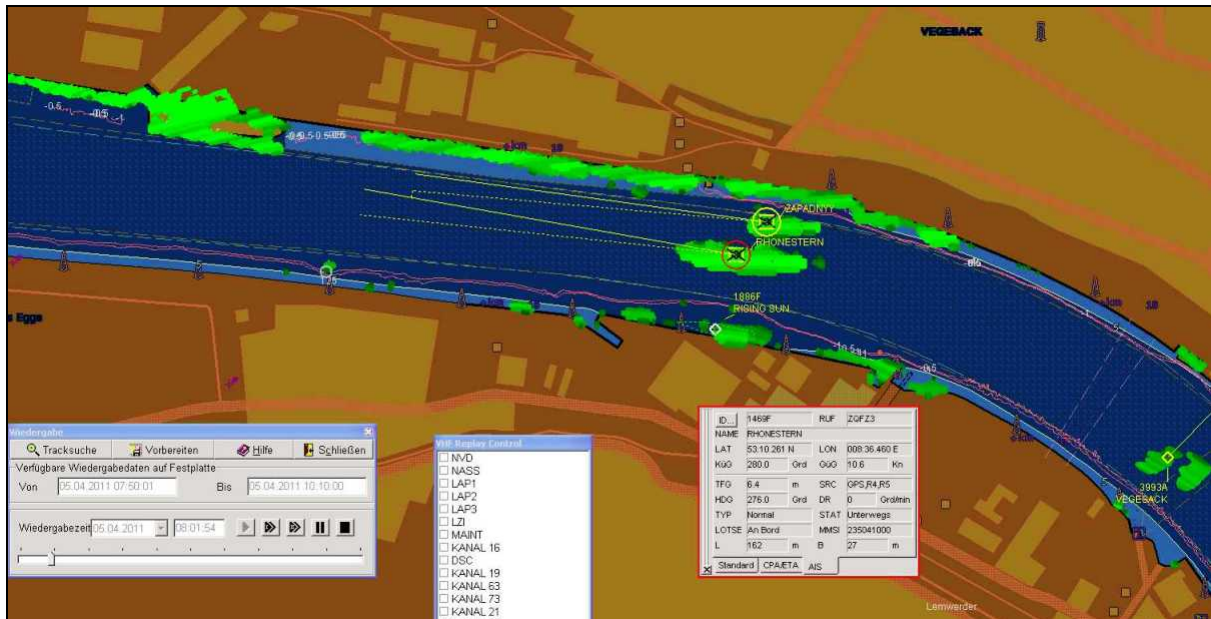 VEGESACK
ZAPADNYY
RHONESTERN
1886F
RISING SUN
km 18
3993A
VEGESACK
Lemwerder
Wiedergabe
Tracksuche
Vorbereiten
Hilfe
Schließen
Verfügbare Wiedergabedaten auf Festplatte
Von 05.04.2011 07:50:01 Bis 05.04.2011 10:10:00
Wiedergabezeit 05.04.2011 08:01:54
VHF Replay Control
NVD
NASS
LAP1
LAP2
LAP3
LZI
MAINT
KANAL 16
DSC
KANAL 19
KANAL 63
KANAL 73
KANAL 21
ID... 1469F RUF ZQFZ3
NAME RHONESTERN
LAT 53:10.261 N LON 008:36.460 E
KüG 280.0 Grd GüG 10.6 Kn
TFG 6.4 m SRC GPS,R4,R5
HDG 276.0 Grd DR 0 Grd/min
TYP Normal STAT Unterwegs
LOTSE An Bord MMSI 235041000
L 162 m B 27 m
Standard CPA/ETA AIS